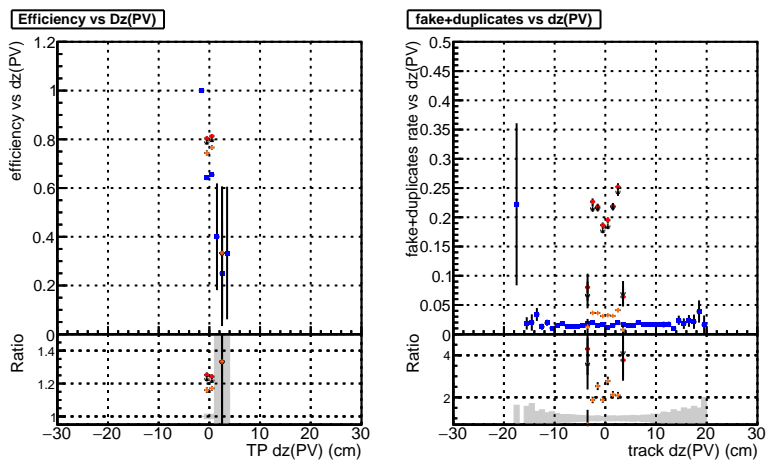 Efficiency vs Dz(PV)
efficiency vs dz(PV)
1.2
1
0.8
0.6
0.4
0.2
0
Ratio
1.4
1.2
1
−30 −20 −10 0 10 20 30
TP dz(PV) (cm)
fake+duplicates vs dz(PV)
fake+duplicates rate vs dz(PV)
0.5
0.45
0.4
0.35
0.3
0.25
0.2
0.15
0.1
0.05
0
Ratio
4
2
−30 −20 −10 0 10 20 30
track dz(PV) (cm)